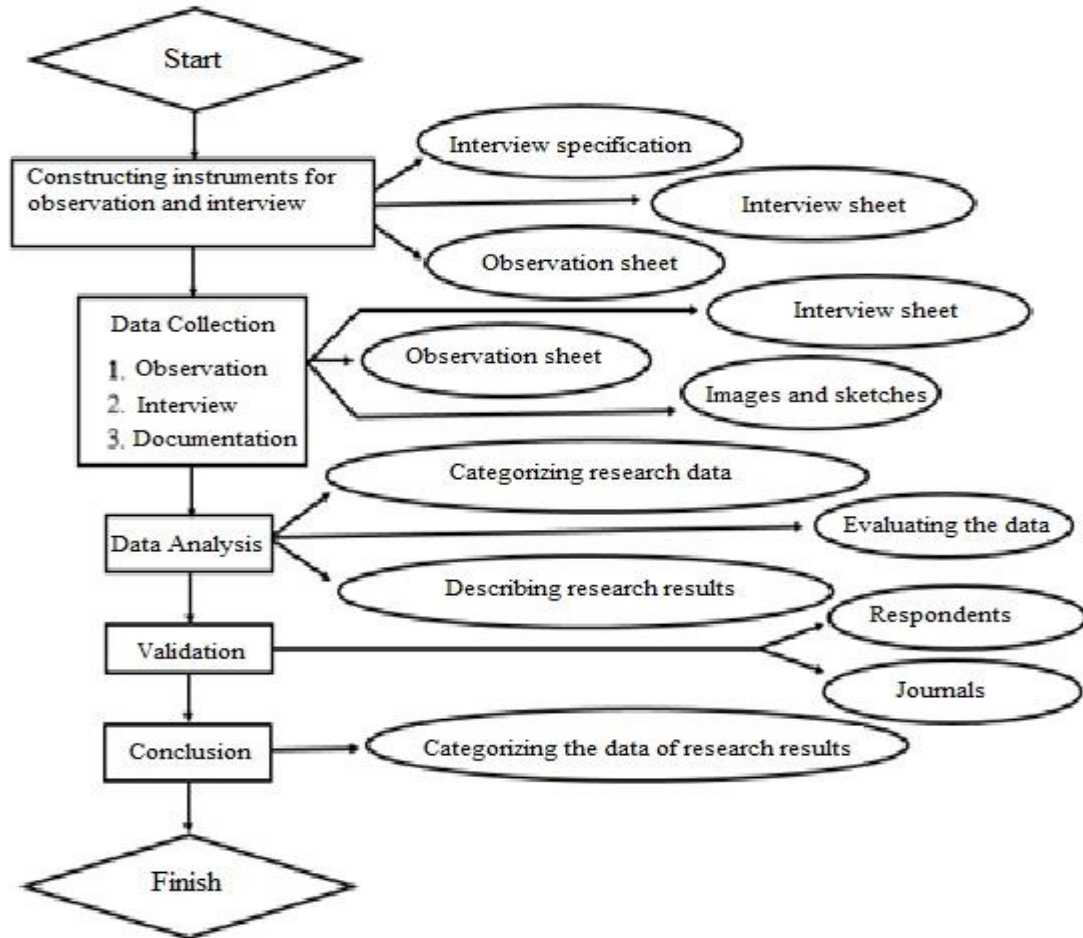 Start
Interview specification
Constructing instruments for
observation and interview
Interview sheet
Observation sheet
Data Collection
1. Observation
2. Interview
3. Documentation
Interview sheet
Observation sheet
Images and sketches
Categorizing research data
Data Analysis
Evaluating the data
Describing research results
Validation
Respondents
Journals
Conclusion
Categorizing the data of research results
Finish